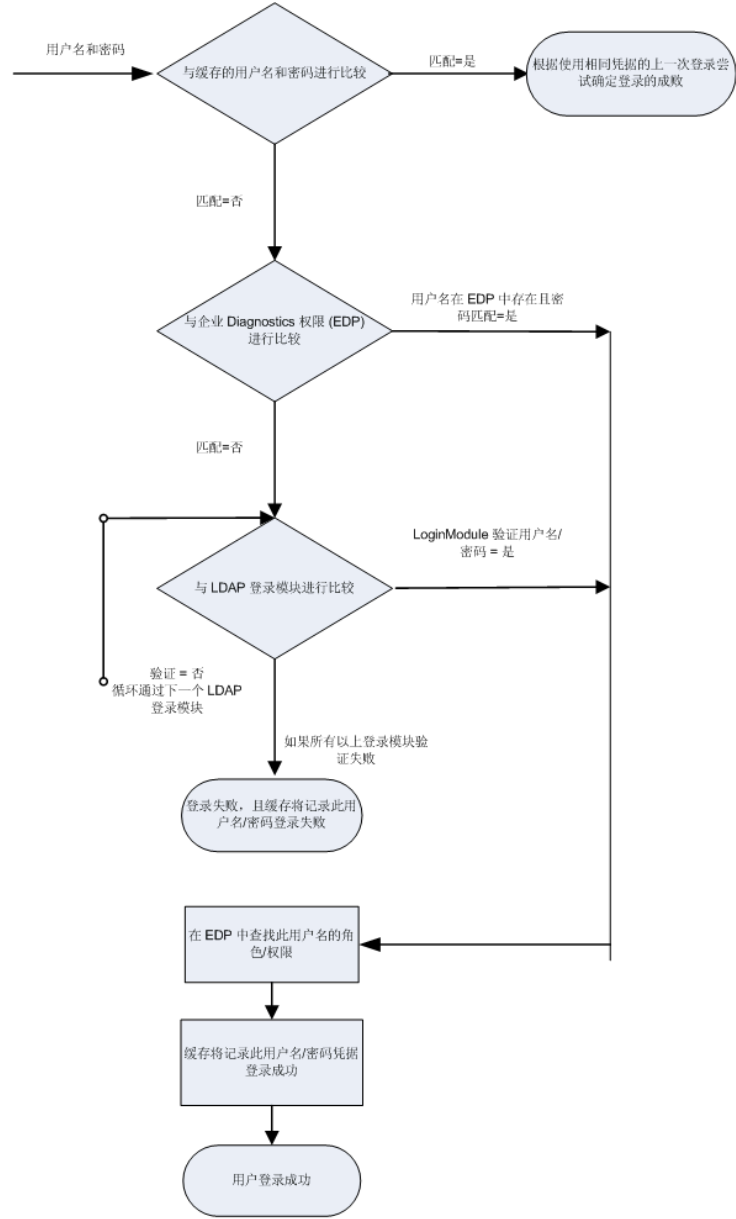 用户名和密码
与缓存的用户名和密码进行比较
匹配=是
根据使用相同凭据的上一次登录尝
试确定登录的成败
匹配=否
与企业 Diagnostics 权限 (EDP)
进行比较
用户名在 EDP 中存在且密
码匹配=是
匹配=否
与 LDAP 登录模块进行比较
LoginModule 验证用户名/
密码 = 是
验证 = 否
循环通过下一个 LDAP
登录模块
如果所有以上登录模块验
证失败
登录失败，且缓存将记录此用
户名/密码登录失败
在 EDP 中查找此用户名的角
色/权限
缓存将记录此用户名/密码凭据
登录成功
用户登录成功